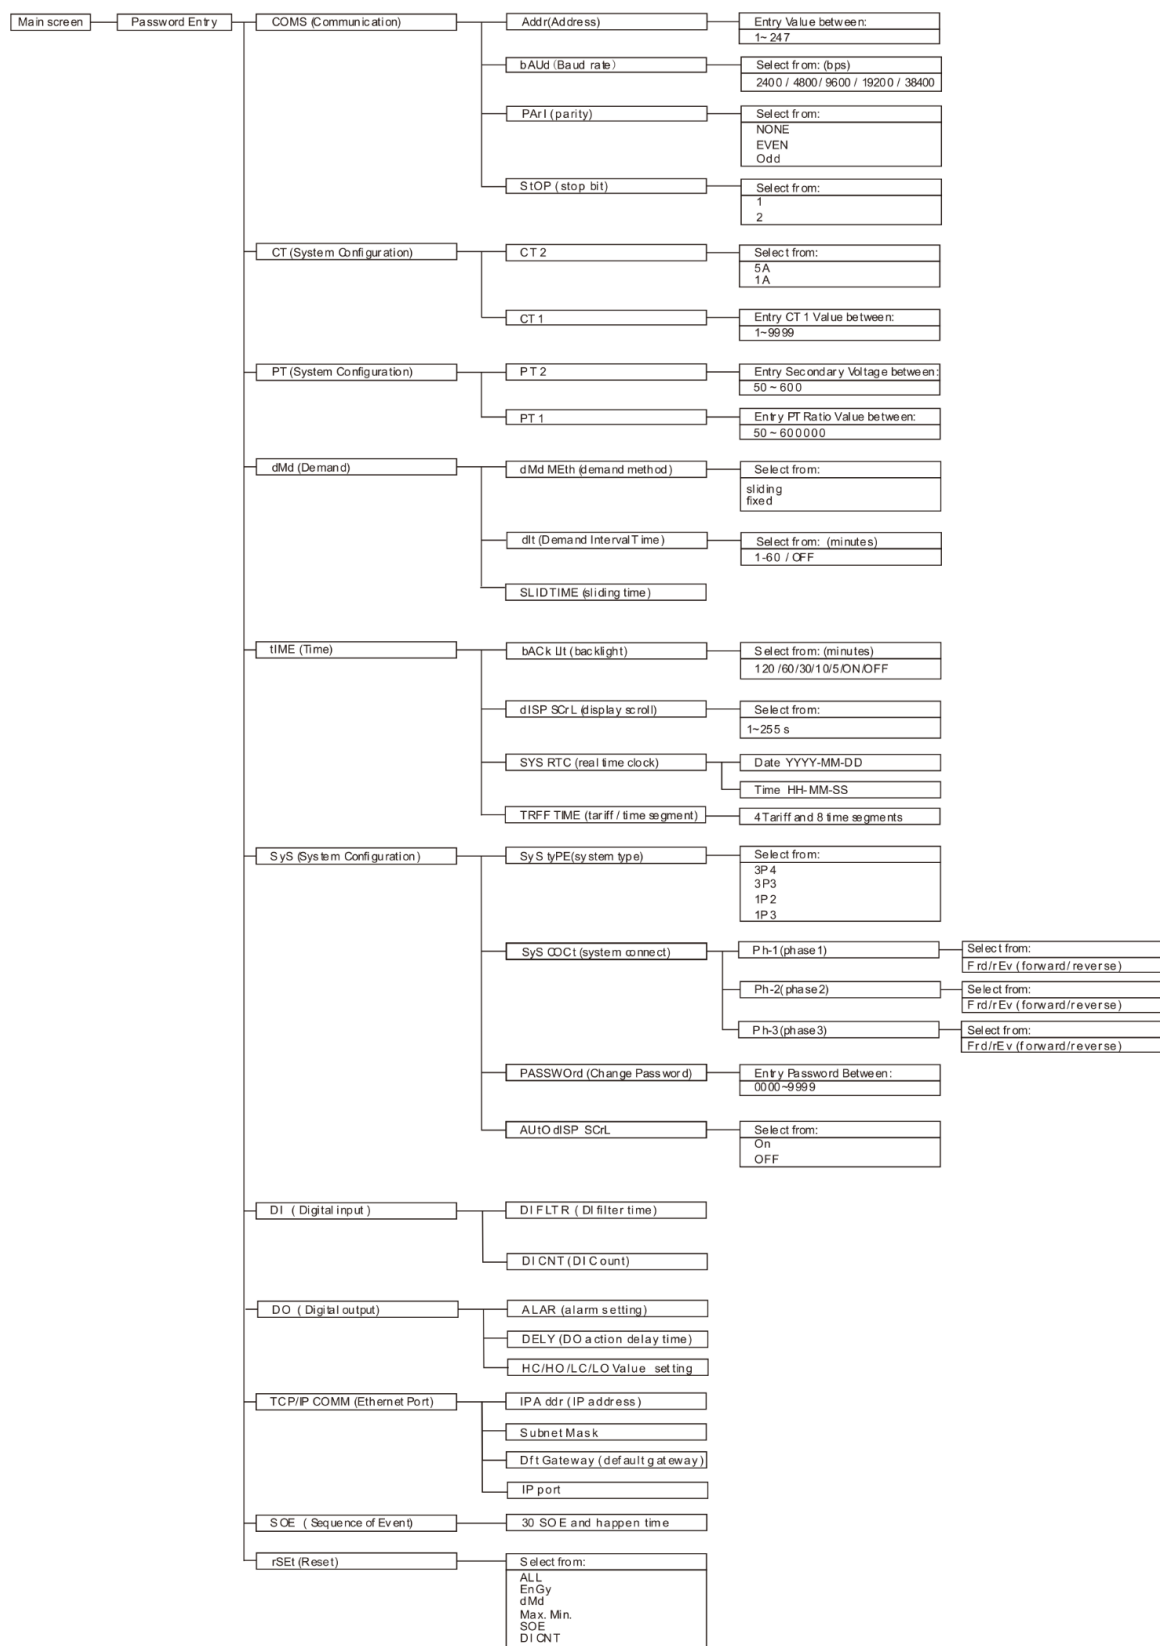 Main screen
Password Entry
COMS (Communication)
Addr(Address)
Entry Value between:
1~ 247
bAUd (Baud rate)
Select from: (bps)
2400 / 4800/ 9600 / 19200 / 38400
PArI (parity)
Select from:
NONE
EVEN
Odd
StOP (stop bit)
Select from:
1
2
CT (System Configuration)
CT 2
Select from:
5A
1A
CT 1
Entry CT 1 Value between:
1~9999
PT (System Configuration)
PT 2
Entry Secondary Voltage between:
50 ~ 600
PT 1
Entry PT Ratio Value between:
50 ~ 600000
dMd (Demand)
dMd MEth (demand method)
Select from:
sliding
fixed
dIt (Demand Interval Time)
Select from: (minutes)
1-60 / OFF
SLID TIME (sliding time)
tIME (Time)
bACk LIt (backlight)
Select from: (minutes)
120 /60/30/10/5/ON/OFF
dISP SCrL (display scroll)
Select from:
1~255 s
SYS RTC (real time clock)
Date YYYY-MM-DD
Time HH-MM-SS
TRFF TIME (tariff / time segment)
4 Tariff and 8 time segments
SyS (System Configuration)
SyS tyPE(system type)
Select from:
3P4
3P3
1P2
1P3
SyS COCt (system connect)
Ph-1 (phase1)
Select from:
Frd/rEv (forward/reverse)
Ph-2(phase2)
Select from:
Frd/rEv (forward/reverse)
Ph-3 (phase3)
Select from:
Frd/rEv (forward/reverse)
PASSWOrd (Change Password)
Entry Password Between:
0000~9999
AUtO dISP SCrL
Select from:
On
OFF
DI ( Digital input )
DI FLTR ( DI filter time)
DI CNT (DI Count)
DO ( Digital output)
ALAR (alarm setting)
DELY (DO action delay time)
HC/HO/LC/LO Value setting
TCP/IP COMM (Ethernet Port)
IPA ddr (IP address)
Subnet Mask
Dft Gateway (default gateway)
IP port
SOE ( Sequence of Event)
30 SOE and happen time
rSEt (Reset)
Select from:
ALL
EnGy
dMd
Max. Min.
SOE
DI CNT